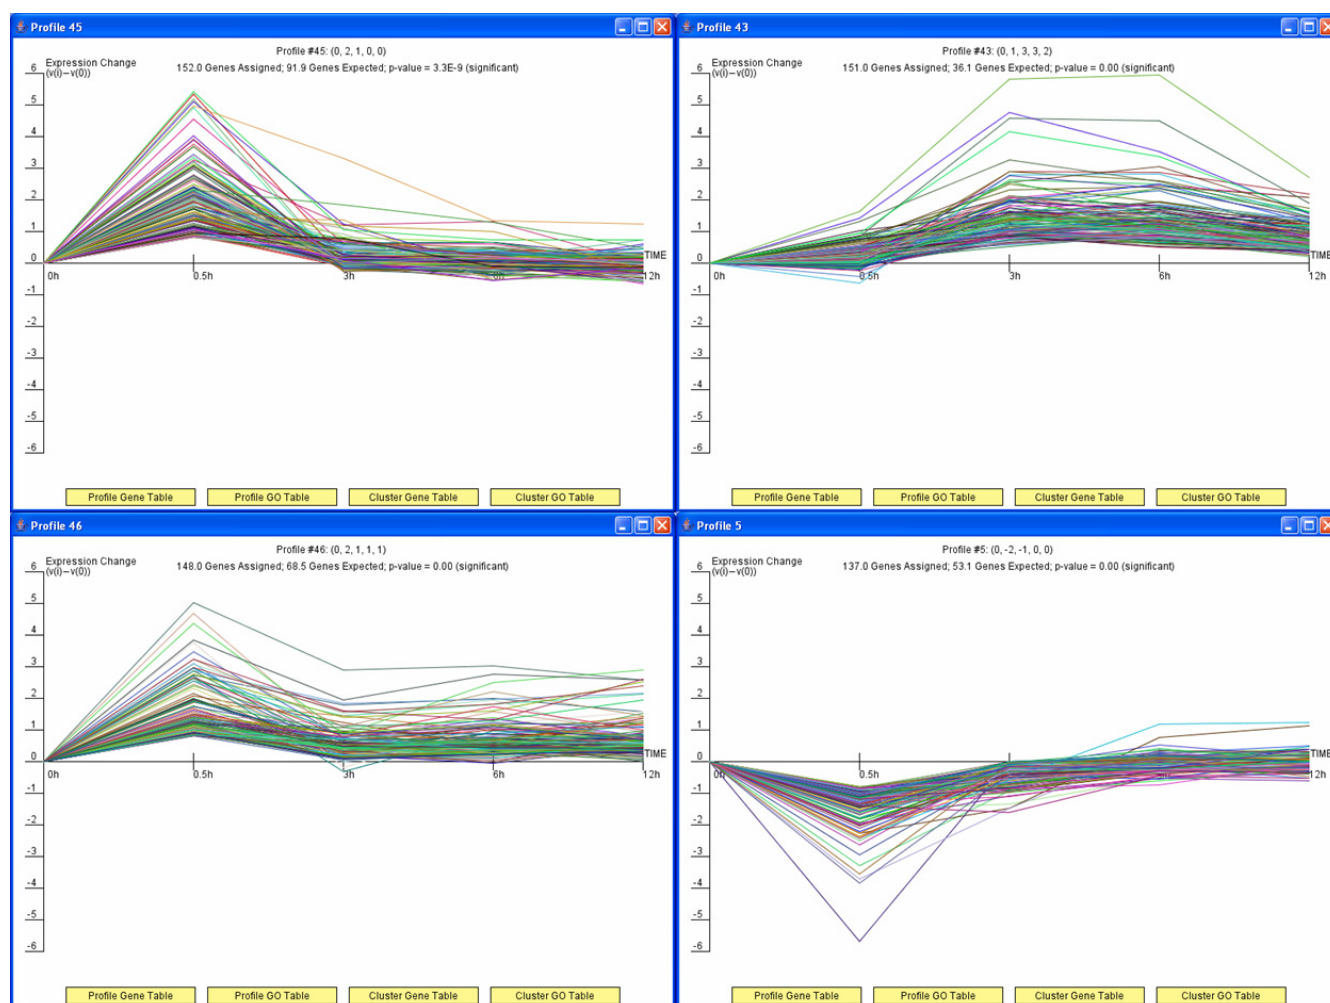 Profile 45
Profile #45: (0, 2, 1, 0, 0)
Expression Change
(v(i)-v(0))
152.0 Genes Assigned; 91.9 Genes Expected; p-value = 3.3E-9 (significant)
6
5
4
3
2
1
0
-1
-2
-3
-4
-5
-6
TIME
0h 0.5h 3h 6h 12h
Profile Gene Table Profile GO Table Cluster Gene Table Cluster GO Table
Profile 43
Profile #43: (0, 1, 3, 3, 2)
Expression Change
(v(i)-v(0))
151.0 Genes Assigned; 36.1 Genes Expected; p-value = 0.00 (significant)
6
5
4
3
2
1
0
-1
-2
-3
-4
-5
-6
TIME
0h 0.5h 3h 6h 12h
Profile Gene Table Profile GO Table Cluster Gene Table Cluster GO Table
Profile 46
Profile #46: (0, 2, 1, 1, 1)
Expression Change
(v(i)-v(0))
148.0 Genes Assigned; 68.5 Genes Expected; p-value = 0.00 (significant)
6
5
4
3
2
1
0
-1
-2
-3
-4
-5
-6
TIME
0h 0.5h 3h 6h 12h
Profile Gene Table Profile GO Table Cluster Gene Table Cluster GO Table
Profile 5
Profile #5: (0, -2, -1, 0, 0)
Expression Change
(v(i)-v(0))
137.0 Genes Assigned; 53.1 Genes Expected; p-value = 0.00 (significant)
6
5
4
3
2
1
0
-1
-2
-3
-4
-5
-6
TIME
0h 0.5h 12h
Profile Gene Table Profile GO Table Cluster Gene Table Cluster GO Table